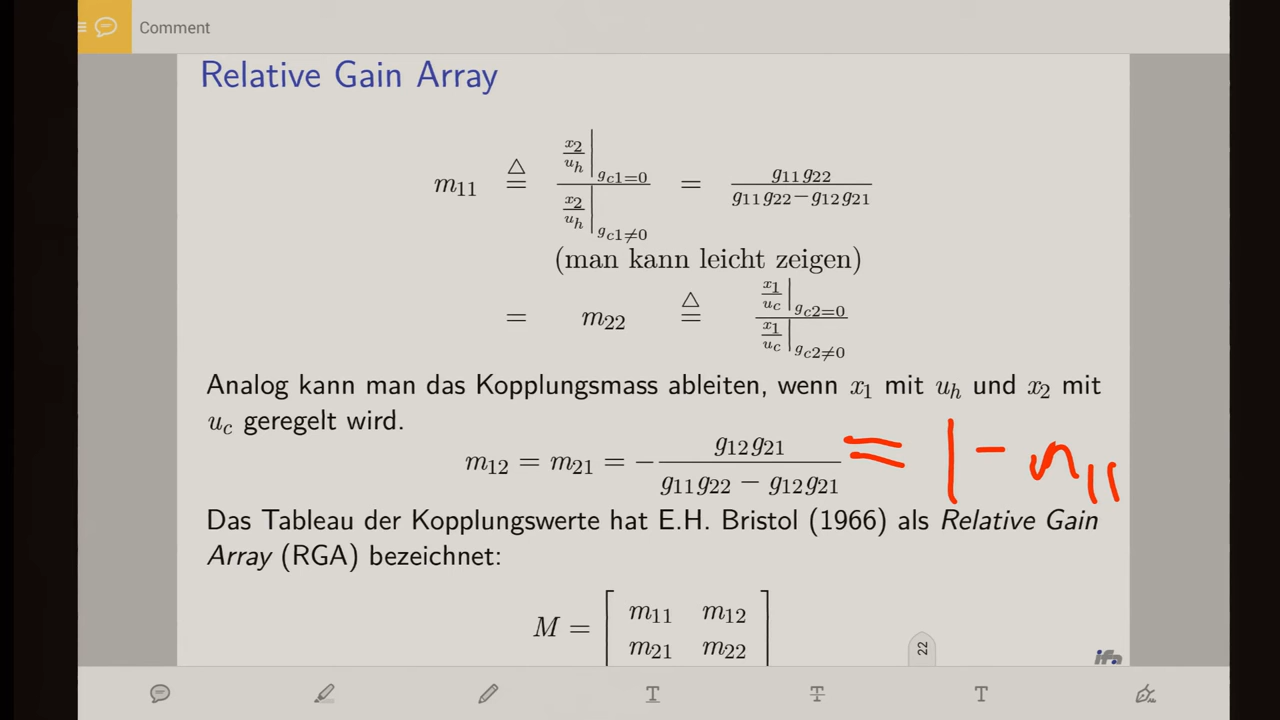 Comment
Relative Gain Array
m₁₁ ≜ (x₂/u_h |_{g_{c1}=0}) / (x₂/u_h |_{g_{c1}≠0}) = g₁₁g₂₂ / (g₁₁g₂₂−g₁₂g₂₁)
(man kann leicht zeigen)
= m₂₂ ≜ (x₁/u_c |_{g_{c2}=0}) / (x₁/u_c |_{g_{c2}≠0})
Analog kann man das Kopplungsmass ableiten, wenn x₁ mit u_h und x₂ mit
u_c geregelt wird.
m₁₂ = m₂₁ = − g₁₂g₂₁ / (g₁₁g₂₂ − g₁₂g₂₁) = 1 - m₁₁
Das Tableau der Kopplungswerte hat E.H. Bristol (1966) als Relative Gain
Array (RGA) bezeichnet:
M = [ m₁₁ m₁₂
m₂₁ m₂₂ ]
22
ifa
T T T